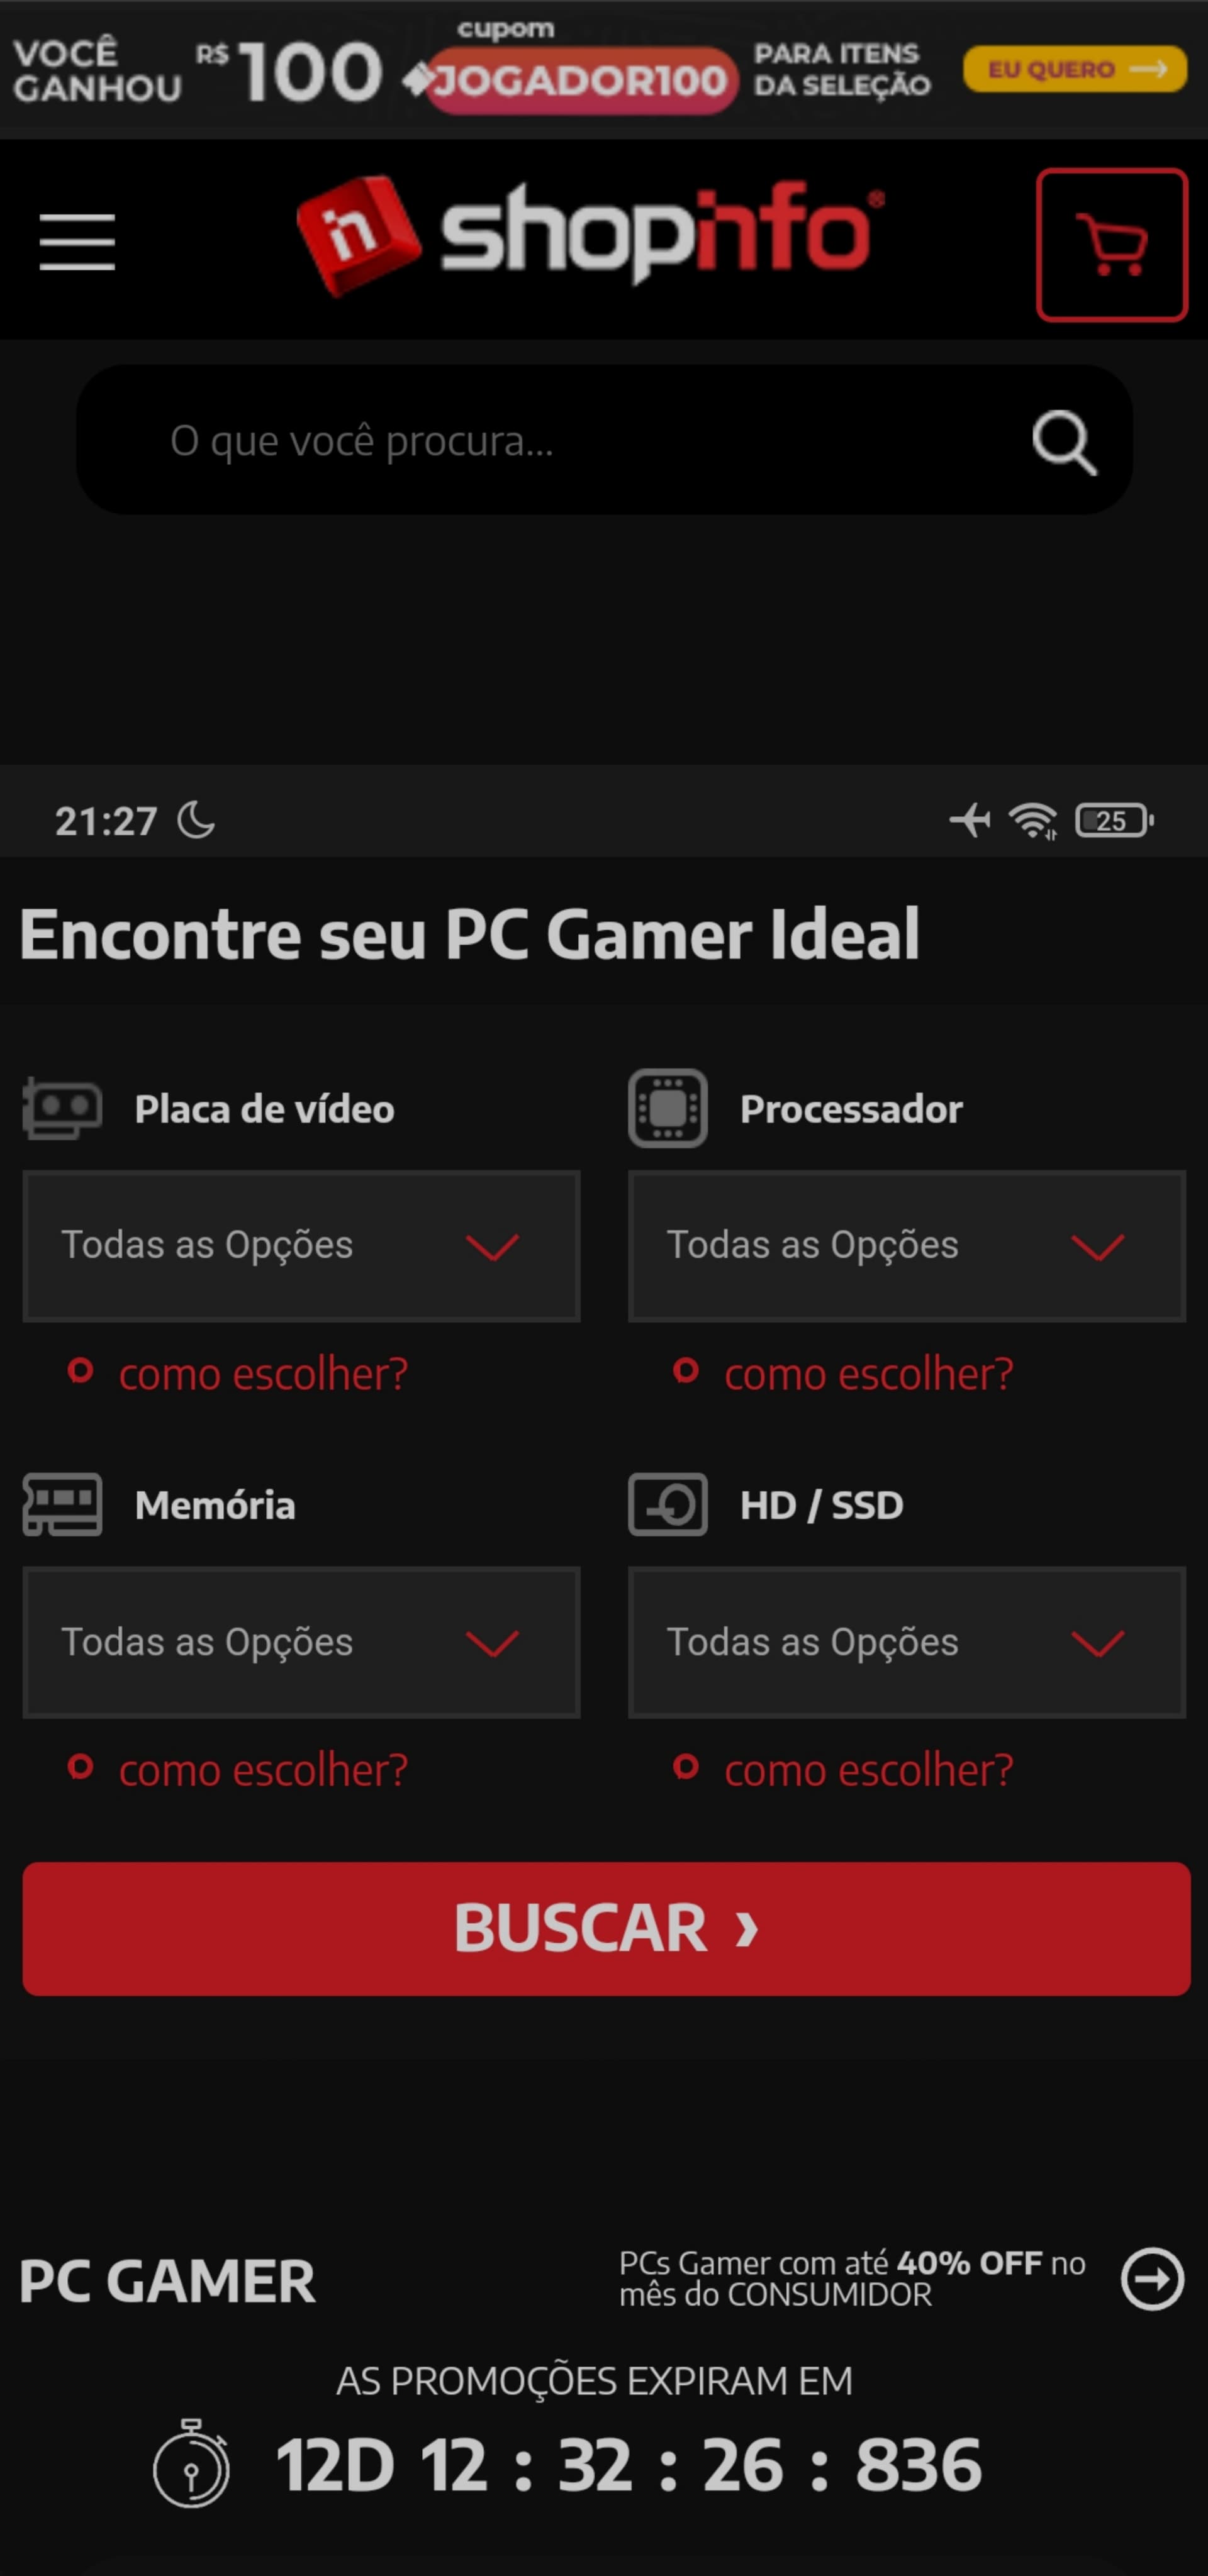 VOCÊ
GANHOU
R$ 100
cupom
JOGADOR100
PARA ITENS
DA SELEÇÃO
EU QUERO
in shopinfo®
O que você procura...
21:27
25
Encontre seu PC Gamer Ideal
Placa de vídeo
Processador
Todas as Opções
Todas as Opções
como escolher?
como escolher?
Memória
HD / SSD
Todas as Opções
Todas as Opções
como escolher?
como escolher?
BUSCAR ›
PC GAMER
PCs Gamer com até 40% OFF no
mês do CONSUMIDOR
AS PROMOÇÕES EXPIRAM EM
12D 12 : 32 : 26 : 836